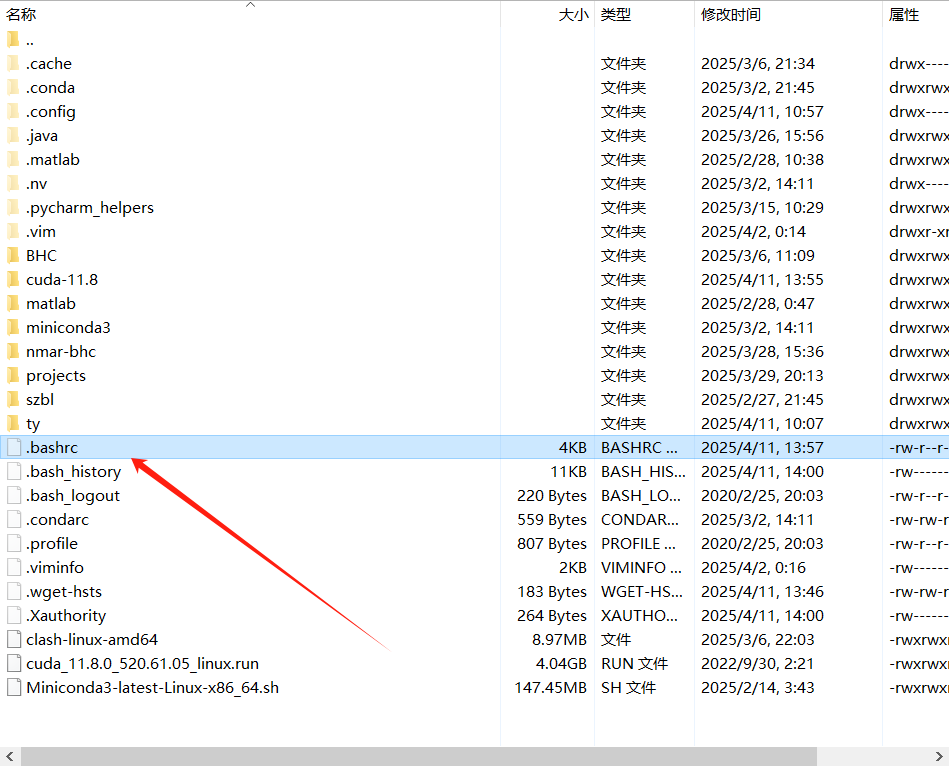 名称 大小 类型 修改时间 属性
..
.cache 文件夹 2025/3/6, 21:34 drwx----
.conda 文件夹 2025/3/2, 21:45 drwxrwx
.config 文件夹 2025/4/11, 10:57 drwx----
.java 文件夹 2025/3/26, 15:56 drwxrwx
.matlab 文件夹 2025/2/28, 10:38 drwxrwx
.nv 文件夹 2025/3/2, 14:11 drwx----
.pycharm_helpers 文件夹 2025/3/15, 10:29 drwxrwx
.vim 文件夹 2025/4/2, 0:14 drwxr-xr
BHC 文件夹 2025/3/6, 11:09 drwxrwx
cuda-11.8 文件夹 2025/4/11, 13:55 drwxrwx
matlab 文件夹 2025/2/28, 0:47 drwxrwx
miniconda3 文件夹 2025/3/2, 14:11 drwxrwx
nmar-bhc 文件夹 2025/3/28, 15:36 drwxrwx
projects 文件夹 2025/3/29, 20:13 drwxrwx
szbl 文件夹 2025/2/27, 21:45 drwxrwx
ty 文件夹 2025/4/11, 10:07 drwxrwx
.bashrc 4KB BASHRC ... 2025/4/11, 13:57 -rw-r--r-
.bash_history 11KB BASH_HIS... 2025/4/11, 14:00 -rw------
.bash_logout 220 Bytes BASH_LO... 2020/2/25, 20:03 -rw-r--r-
.condarc 559 Bytes CONDAR... 2025/3/2, 14:11 -rw-rw-r
.profile 807 Bytes PROFILE ... 2020/2/25, 20:03 -rw-r--r-
.viminfo 2KB VIMINFO ... 2025/4/2, 0:16 -rw------
.wget-hsts 183 Bytes WGET-HS... 2025/4/11, 13:46 -rw-rw-r
.Xauthority 264 Bytes XAUTHO... 2025/4/11, 14:00 -rw------
clash-linux-amd64 8.97MB 文件 2025/3/6, 22:03 -rwxrwxr
cuda_11.8.0_520.61.05_linux.run 4.04GB RUN 文件 2022/9/30, 2:21 -rwxrwxr
Miniconda3-latest-Linux-x86_64.sh 147.45MB SH 文件 2025/2/14, 3:43 -rwxrwxr